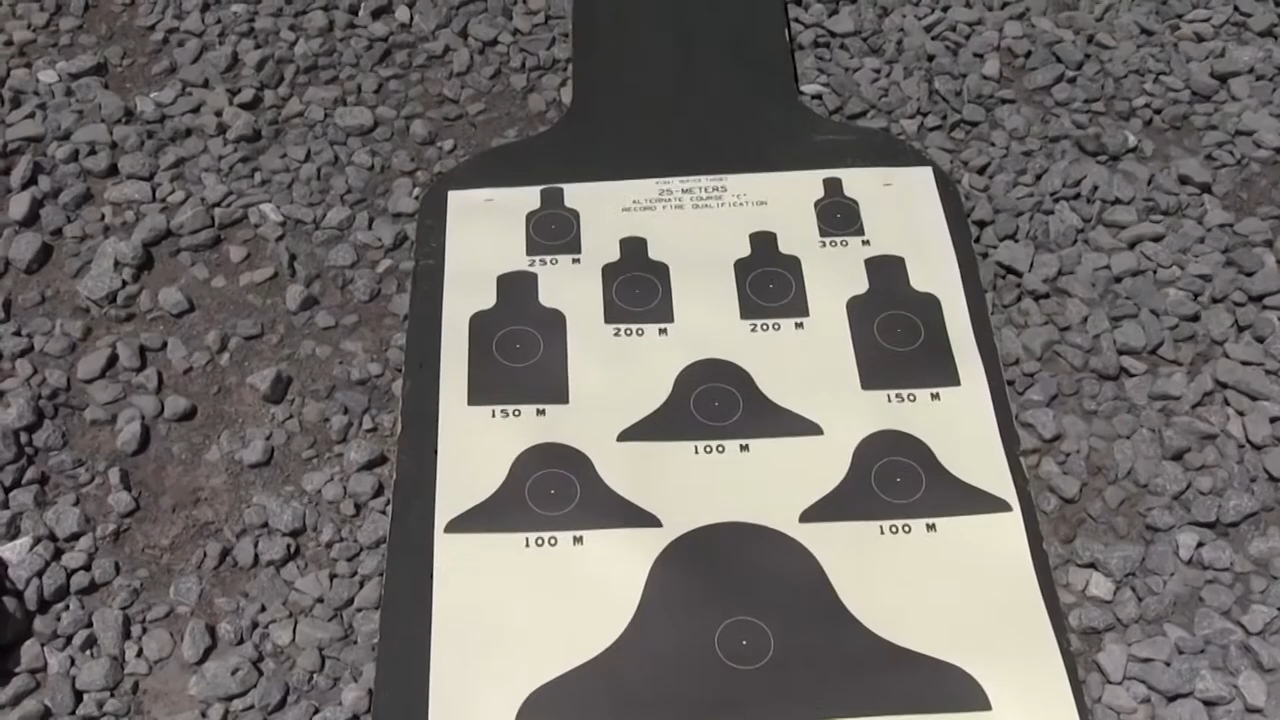 25-METERS
ALTERNATE COURSE "C"
RECORD FIRE QUALIFICATION
300 M
250 M
200 M
200 M
150 M
150 M
100 M
100 M
100 M